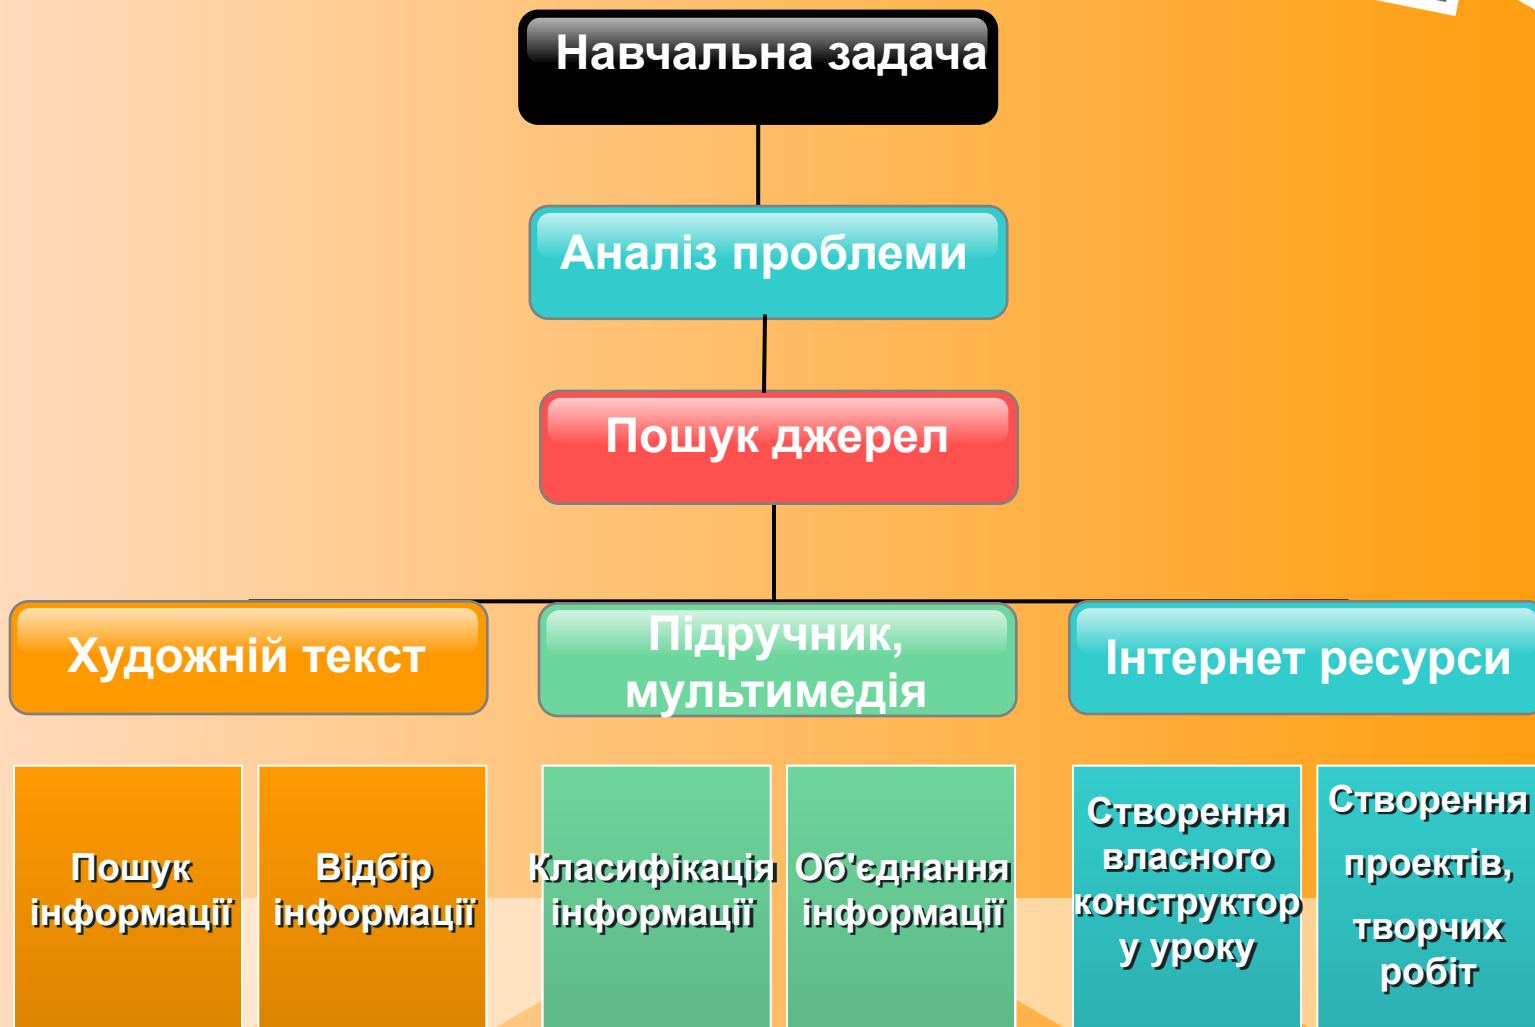 Навчальна задача
Аналіз проблеми
Пошук джерел
Художній текст
Підручник,
мультимедія
Інтернет ресурси
Пошук
інформації
Відбір
інформації
Класифікація
інформації
Об'єднання
інформації
Створення
власного
конструктор
у уроку
Створення
проектів,
творчих
робіт